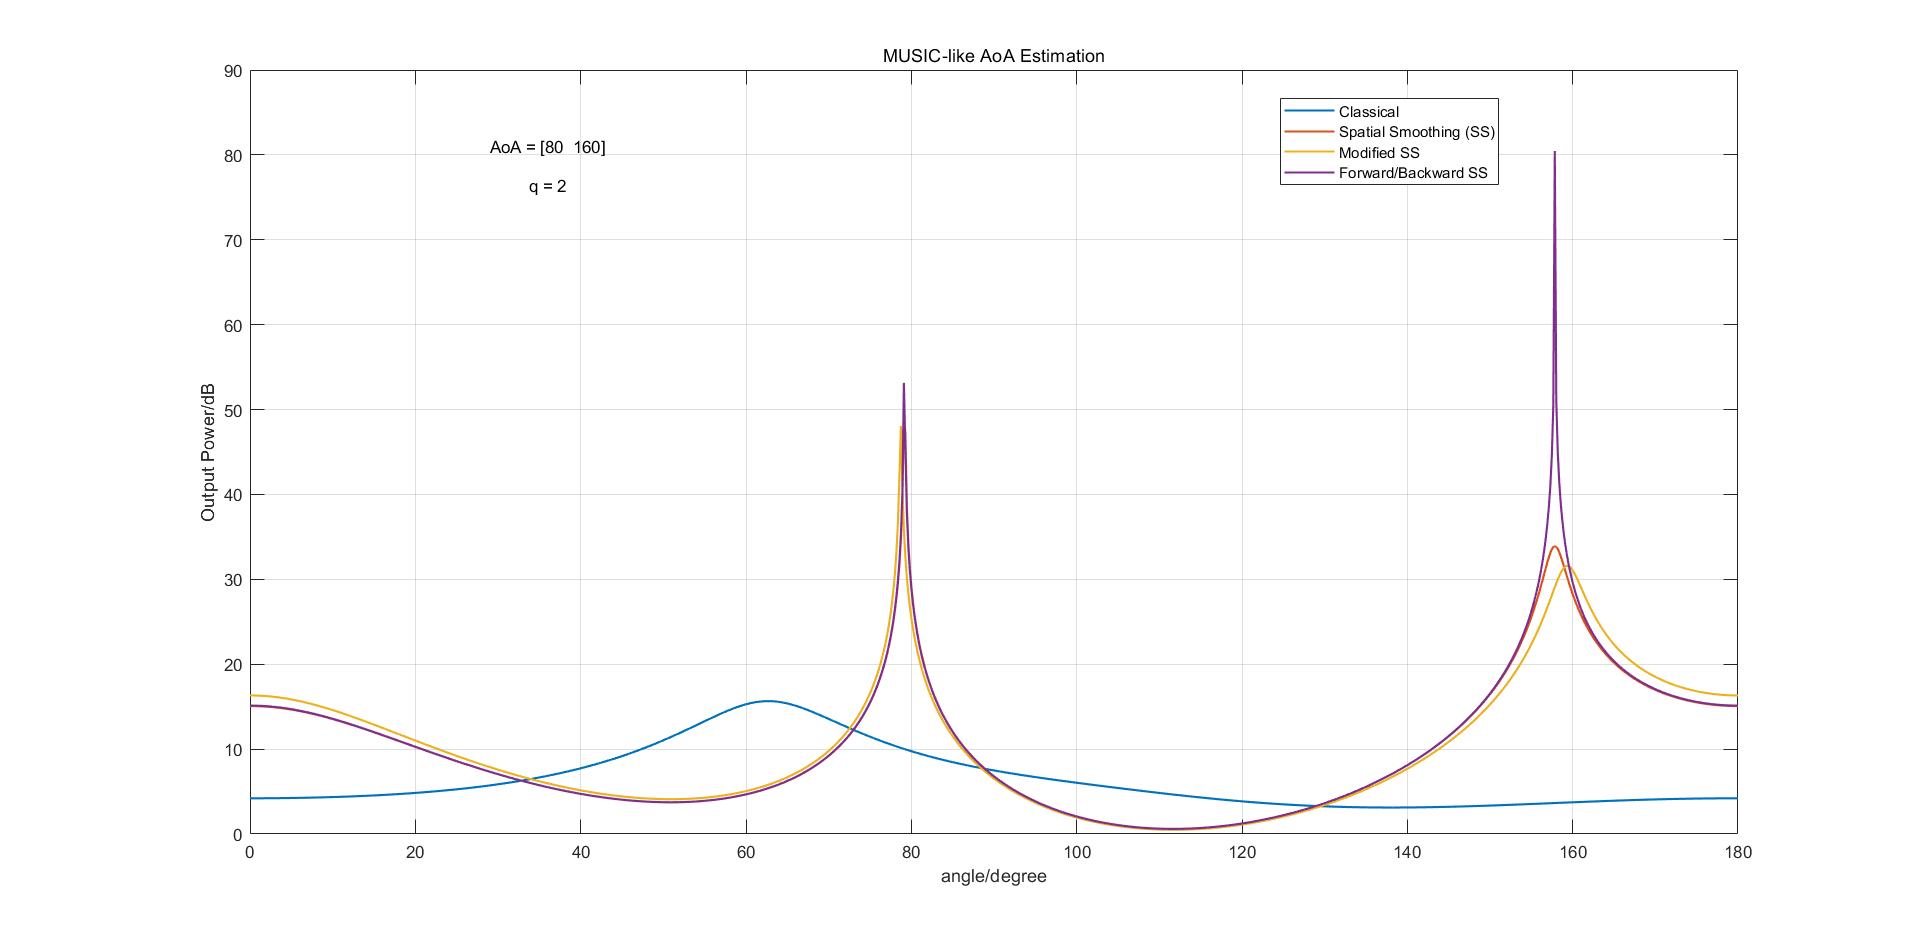 MUSIC-like AoA Estimation
90
80
70
60
50
40
30
20
10
0
Output Power/dB
AoA = [80  160]
q = 2
Classical
Spatial Smoothing (SS)
Modified SS
Forward/Backward SS
0 20 40 60 80 100 120 140 160 180
angle/degree